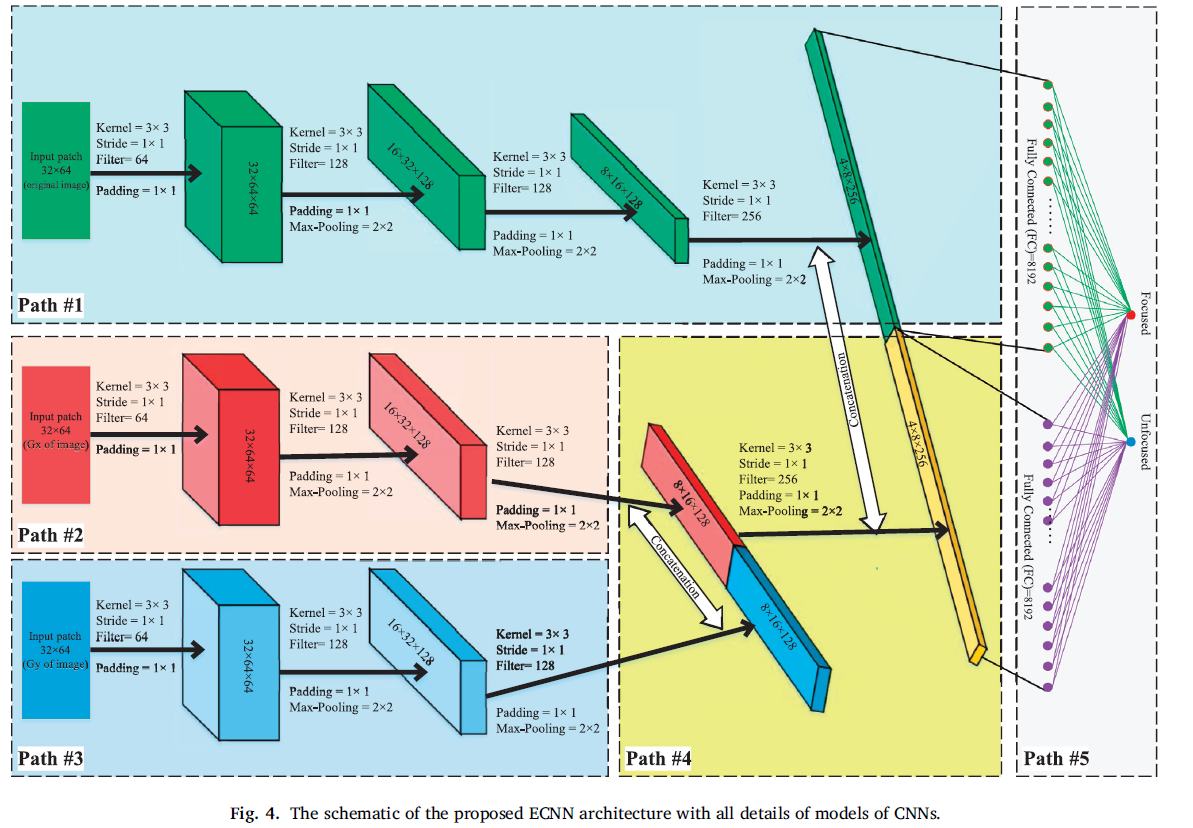 Input patch
32×64
(original image)
Kernel = 3× 3
Stride = 1× 1
Filter= 64
Padding = 1× 1
32×64×64
Kernel = 3× 3
Stride = 1× 1
Filter= 128
Padding = 1× 1
Max-Pooling = 2×2
16×32×128
Kernel = 3× 3
Stride = 1× 1
Filter= 128
Padding = 1× 1
Max-Pooling = 2×2
8×16×128
Kernel = 3× 3
Stride = 1× 1
Filter= 256
Padding = 1× 1
Max-Pooling = 2×2
4×8×256
Path #1
Input patch
32×64
(Gx of image)
Kernel = 3× 3
Stride = 1× 1
Filter= 64
Padding = 1× 1
32×64×64
Kernel = 3× 3
Stride = 1× 1
Filter= 128
Padding = 1× 1
Max-Pooling = 2×2
16×32×128
Kernel = 3× 3
Stride = 1× 1
Filter= 128
Padding = 1× 1
Max-Pooling = 2×2
Path #2
Input patch
32×64
(Gy of image)
Kernel = 3× 3
Stride = 1× 1
Filter= 64
Padding = 1× 1
32×64×64
Kernel = 3× 3
Stride = 1× 1
Filter= 128
Padding = 1× 1
Max-Pooling = 2×2
16×32×128
Kernel = 3× 3
Stride = 1× 1
Filter= 128
Padding = 1× 1
Max-Pooling = 2×2
Path #3
8×16×128
Concatenation
8×16×128
Kernel = 3× 3
Stride = 1× 1
Filter= 256
Padding = 1× 1
Max-Pooling = 2×2
Concatenation
4×8×256
Path #4
Fully Connected (FC)=8192
Fully Connected (FC)=8192
Focused
Unfocused
Path #5
Fig. 4. The schematic of the proposed ECNN architecture with all details of models of CNNs.